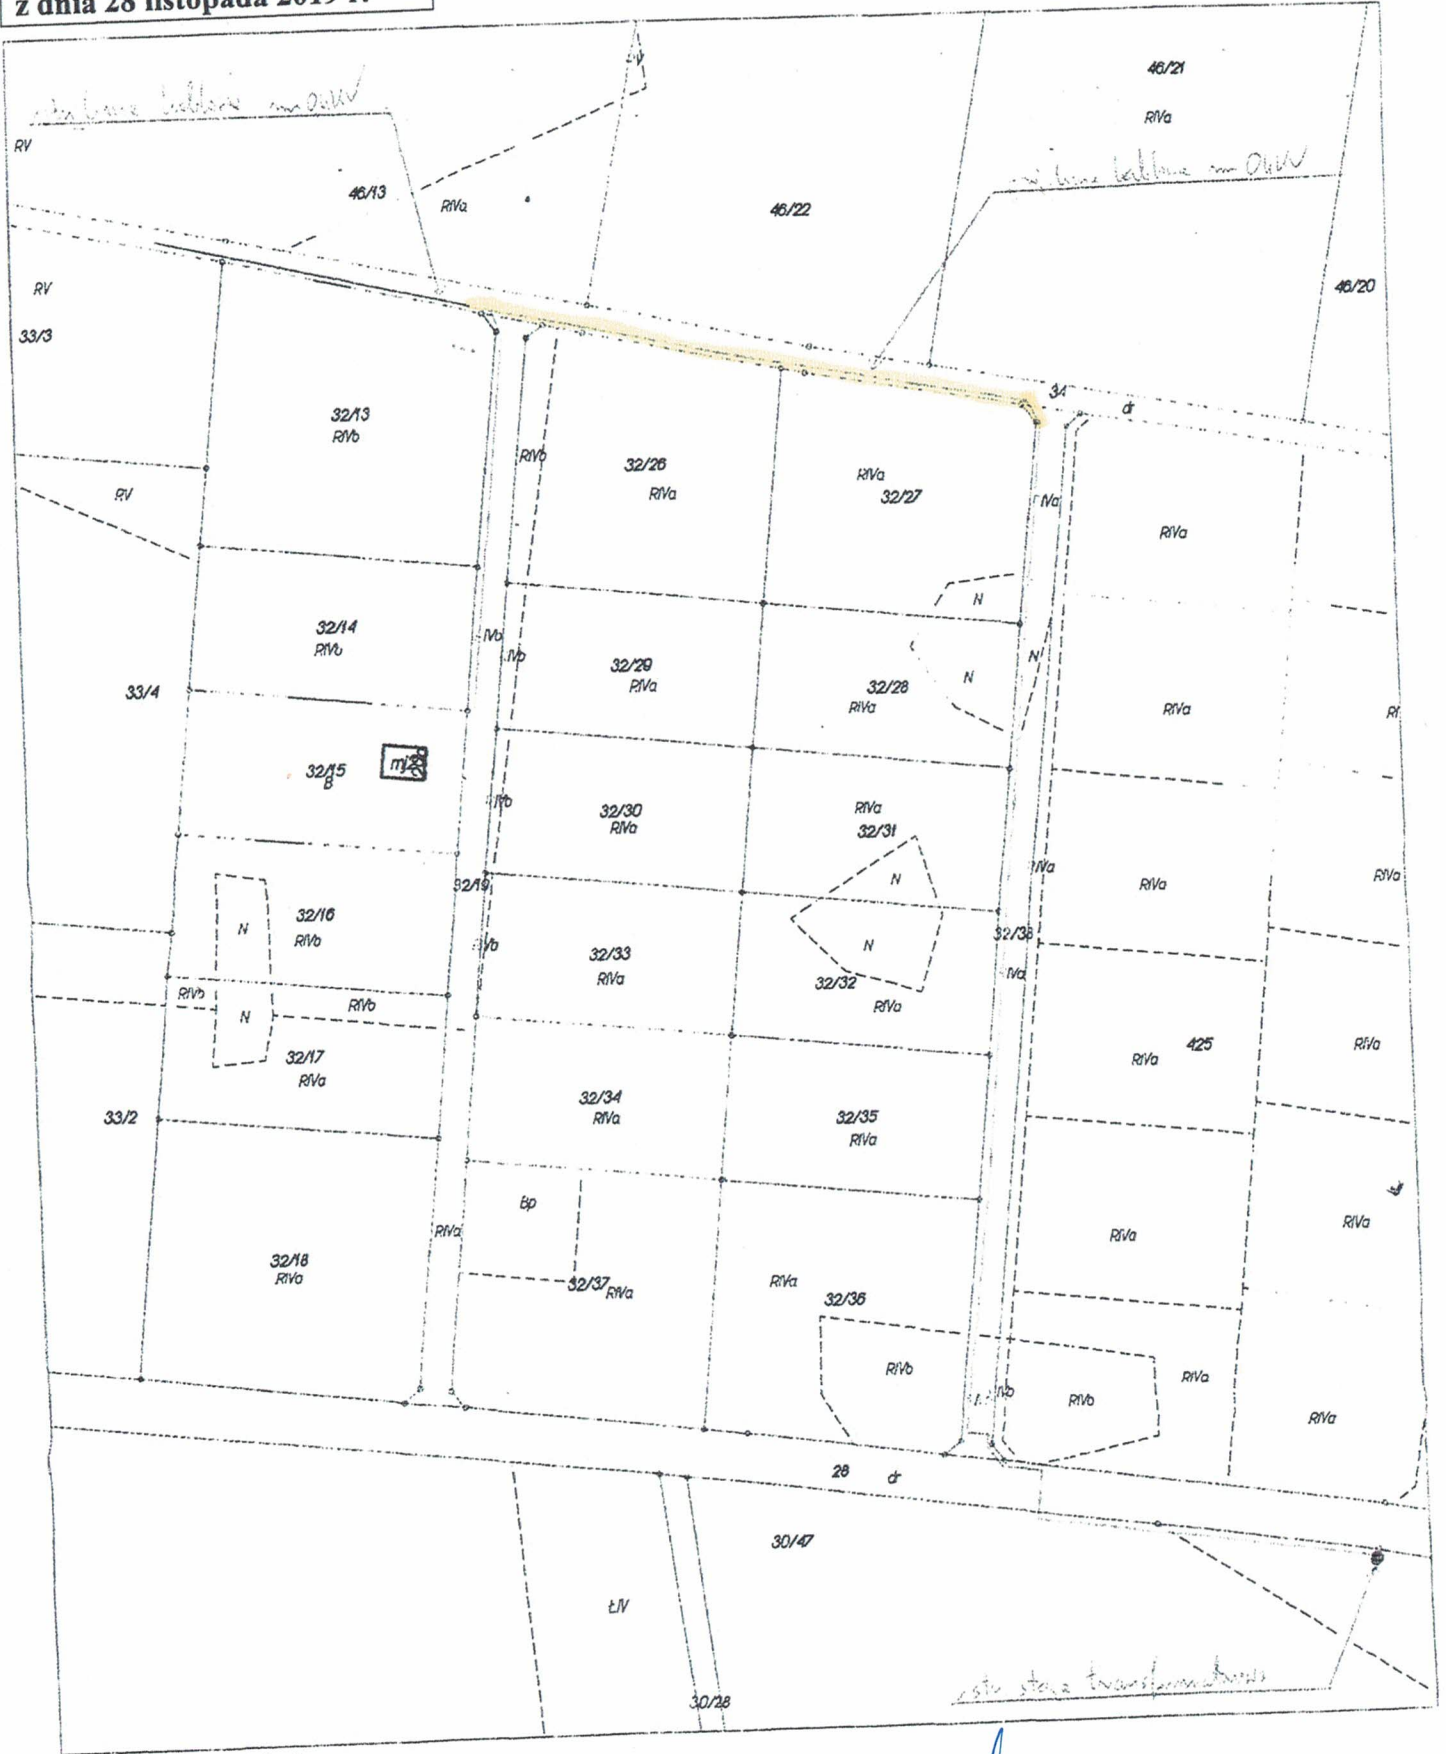 z dnia 28 listopada 2019 r.
46/21
RIVa
RV
46/13
RIVa
46/22
46/20
RV
33/3
34
dr
32/13
RIVb
RIVb
32/26
RIVa
RIVa
32/27
RIVa
RV
RIVa
N
32/14
RIVb
IVb
IVb
32/29
RIVa
N
N
32/28
RIVa
RIVa
33/4
32/15
B
IVb
32/30
RIVa
RIVa
32/31
N
RIVa
RIVa
RIVa
32/19
32/16
RIVb
N
IVb
32/33
RIVa
N
32/32
RIVa
32/38
IVa
RIVb
RIVb
N
32/17
RIVa
RIVa
425
RIVa
33/2
32/34
RIVa
32/35
RIVa
Bp
RIVa
RIVa
RIVa
32/18
RIVa
32/37
RIVa
RIVa
32/36
RIVb
IVb
RIVb
RIVa
RIVa
28
dr
30/47
ŁIV
30/28